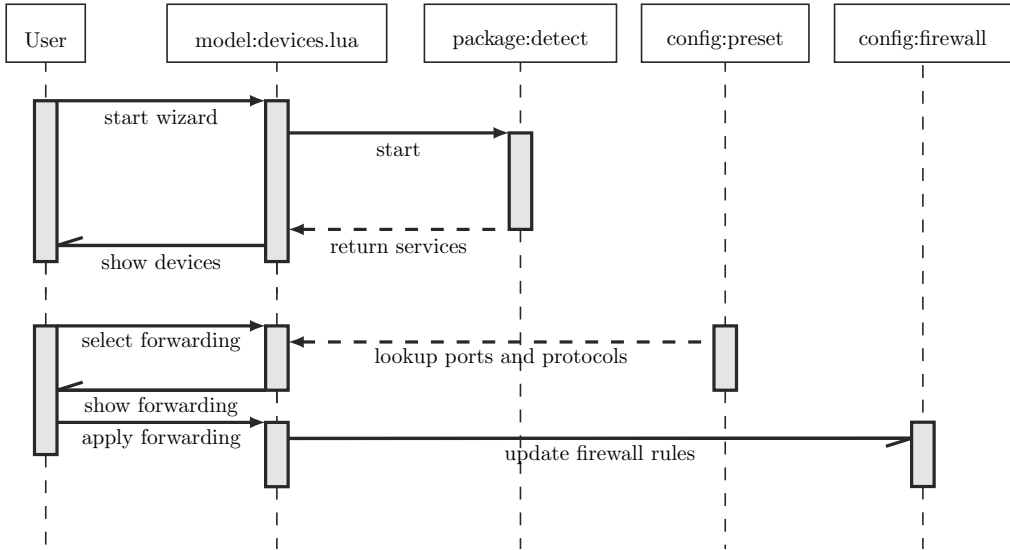 User
model:devices.lua
package:detect
config:preset
config:firewall
start wizard
start
return services
show devices
select forwarding
lookup ports and protocols
show forwarding
apply forwarding
update firewall rules